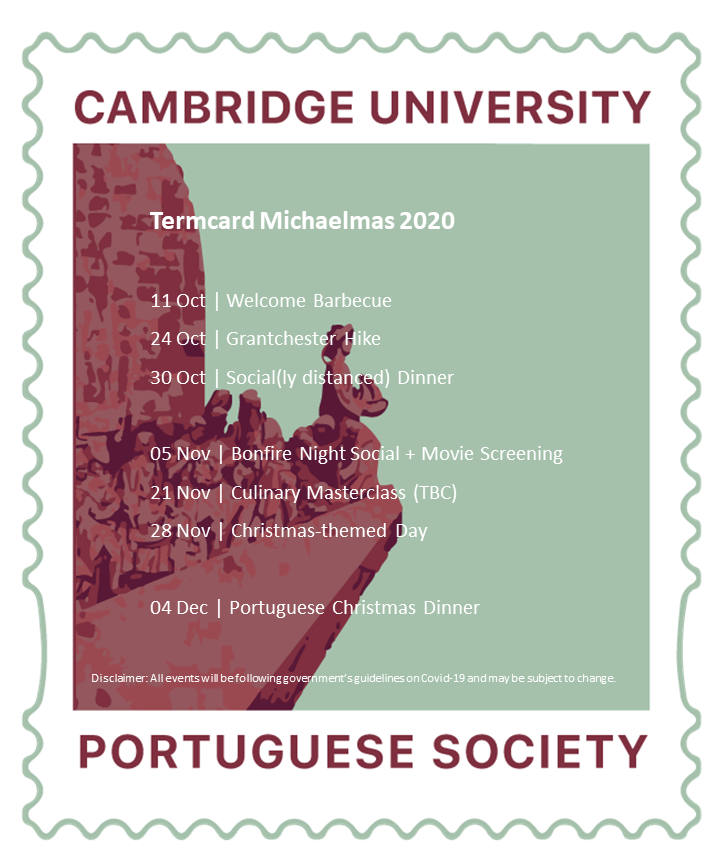 CAMBRIDGE UNIVERSITY
Termcard Michaelmas 2020
11 Oct | Welcome Barbecue
24 Oct | Grantchester Hike
30 Oct | Social(ly distanced) Dinner
05 Nov | Bonfire Night Social + Movie Screening
21 Nov | Culinary Masterclass (TBC)
28 Nov | Christmas-themed Day
04 Dec | Portuguese Christmas Dinner
Disclaimer: All events will be following government's guidelines on Covid-19 and may be subject to change.
PORTUGUESE SOCIETY